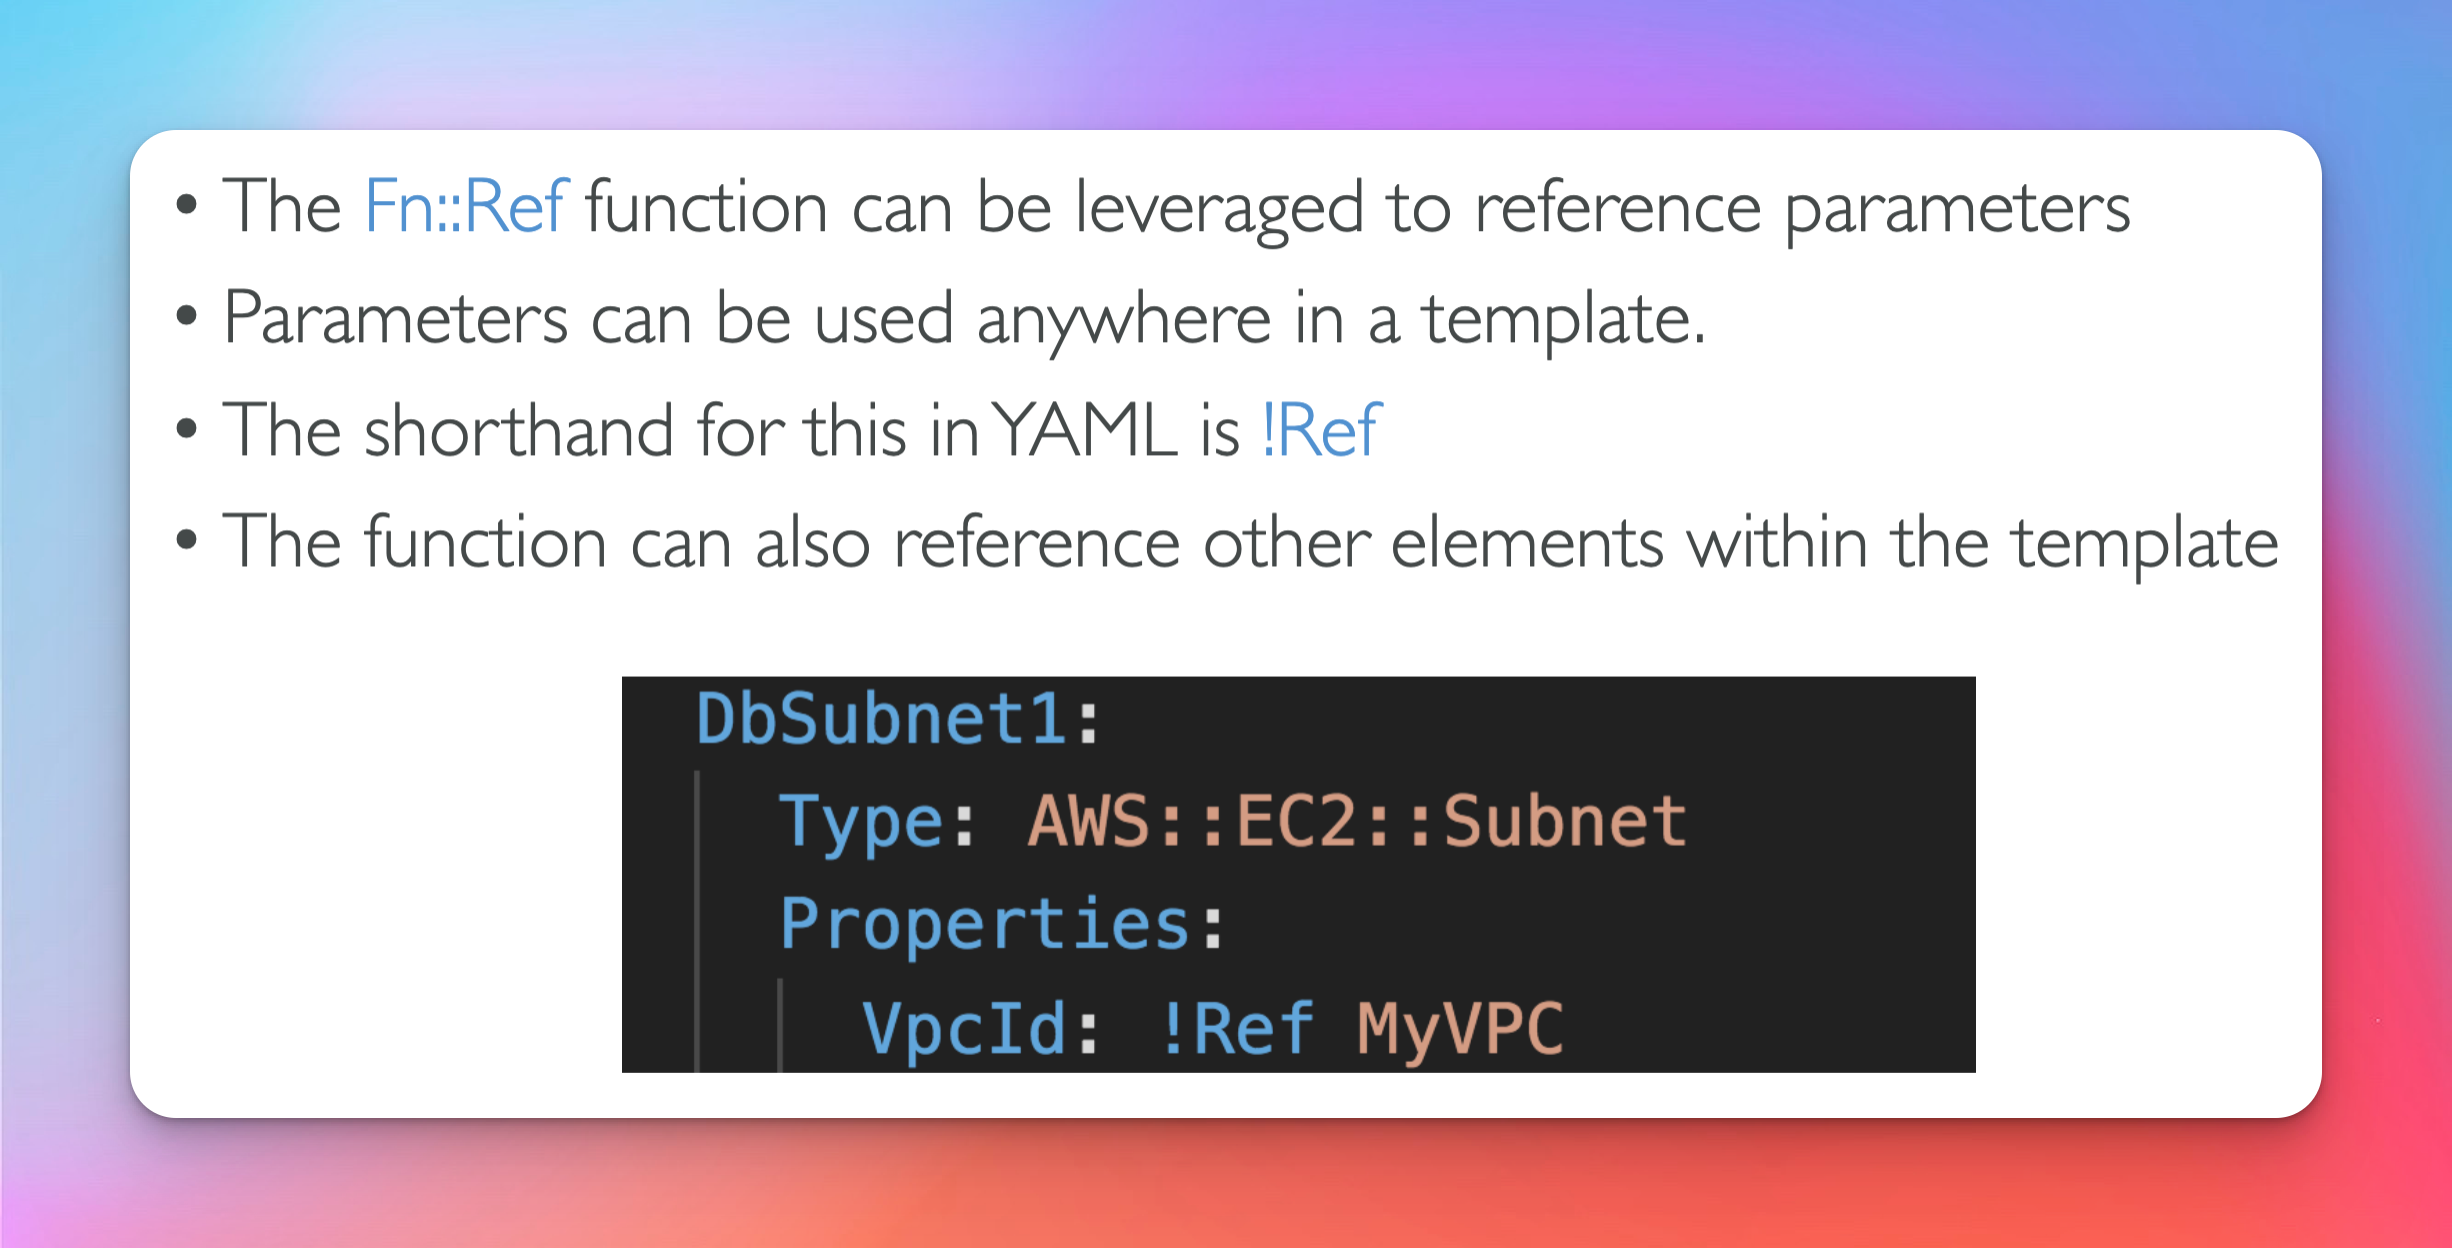 • The Fn::Ref function can be leveraged to reference parameters
• Parameters can be used anywhere in a template.
• The shorthand for this in YAML is !Ref
• The function can also reference other elements within the template
DbSubnet1:
Type: AWS::EC2::Subnet
Properties:
VpcId: !Ref MyVPC